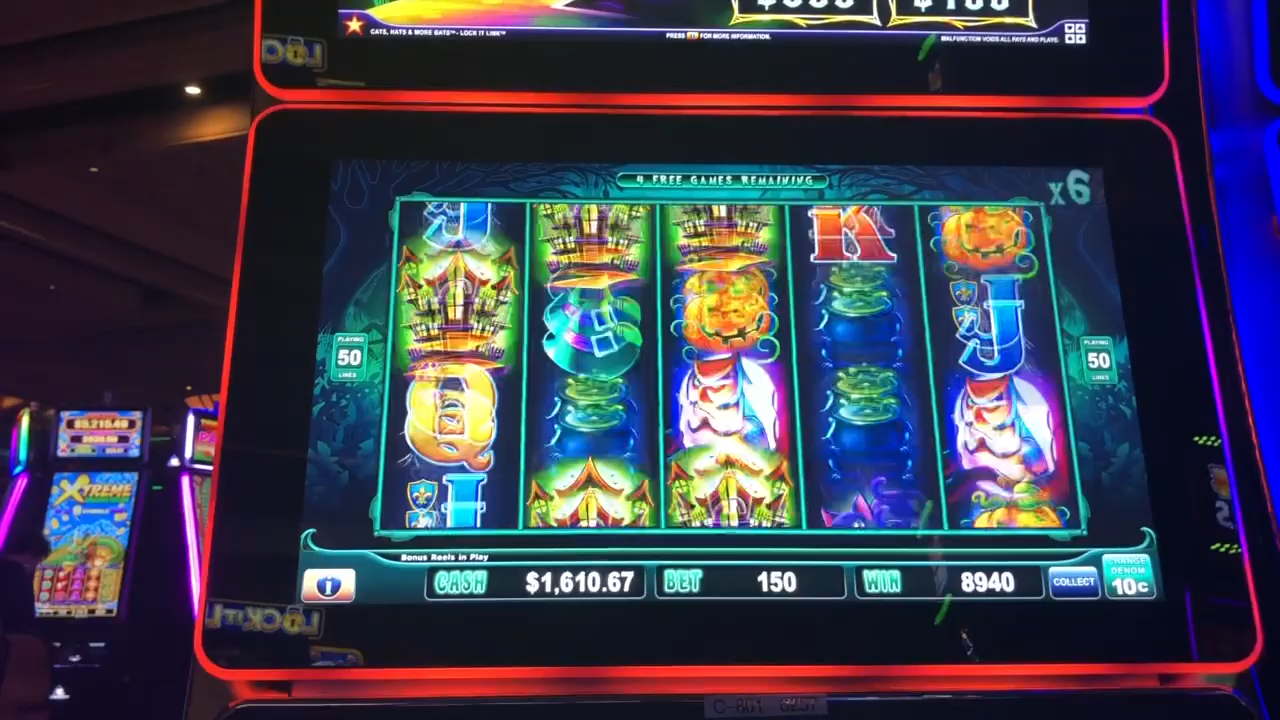 CATS, HATS & MORE BATS™ - LOCK IT LINK™
PRESS FOR MORE INFORMATION.
MALFUNCTION VOIDS ALL PAYS AND PLAYS.
4 FREE GAMES REMAINING
x6
J
K
J
Q
J
PLAYING
50
LINES
PLAYING
50
LINES
Bonus Reels in Play
CASH $1,610.67
BET 150
WIN 8940
COLLECT
CHANGE
DENOM
10¢
XTREME